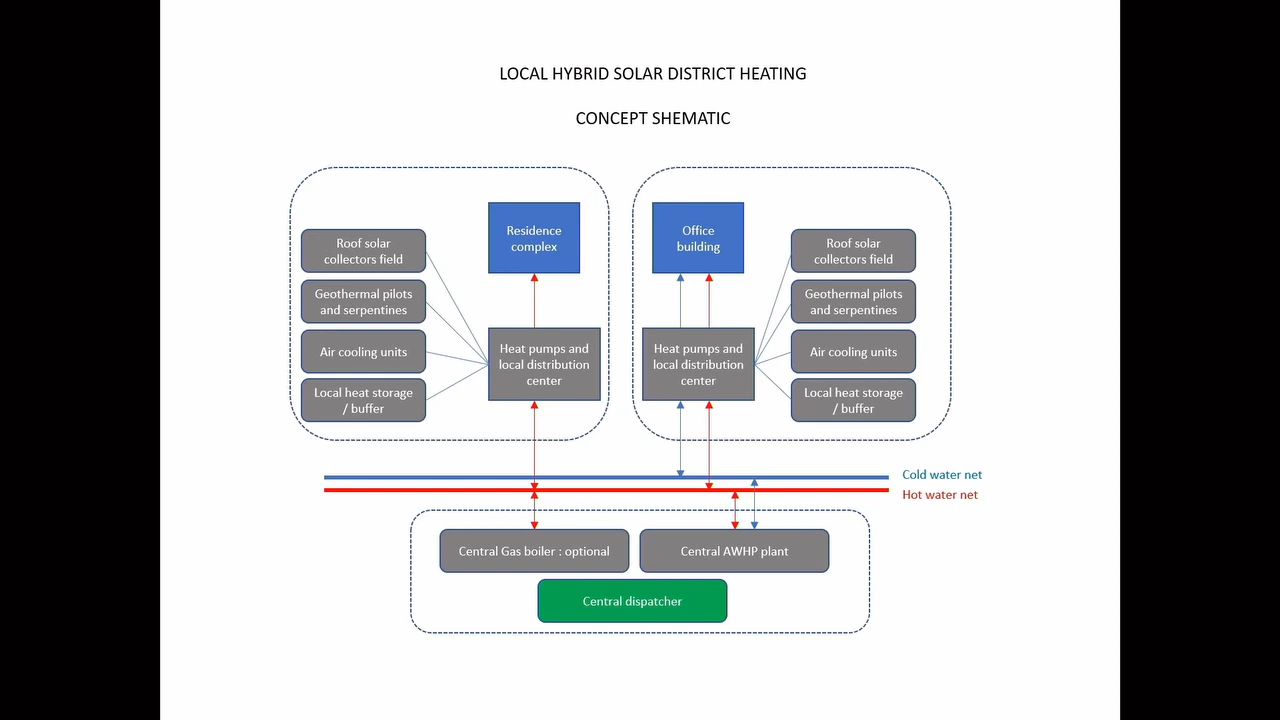 LOCAL HYBRID SOLAR DISTRICT HEATING
CONCEPT SHEMATIC
Residence
complex
Roof solar
collectors field
Geothermal pilots
and serpentines
Air cooling units
Local heat storage
/ buffer
Heat pumps and
local distribution
center
Office
building
Heat pumps and
local distribution
center
Roof solar
collectors field
Geothermal pilots
and serpentines
Air cooling units
Local heat storage
/ buffer
Cold water net
Hot water net
Central Gas boiler : optional
Central AWHP plant
Central dispatcher